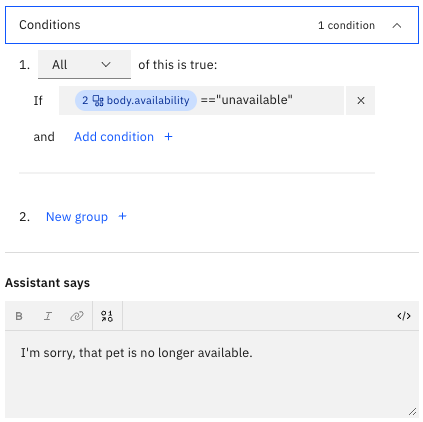 Conditions 1 condition
1. All of this is true:
If 2 body.availability =="unavailable"
and Add condition +
2. New group +
Assistant says
B I
I'm sorry, that pet is no longer available.